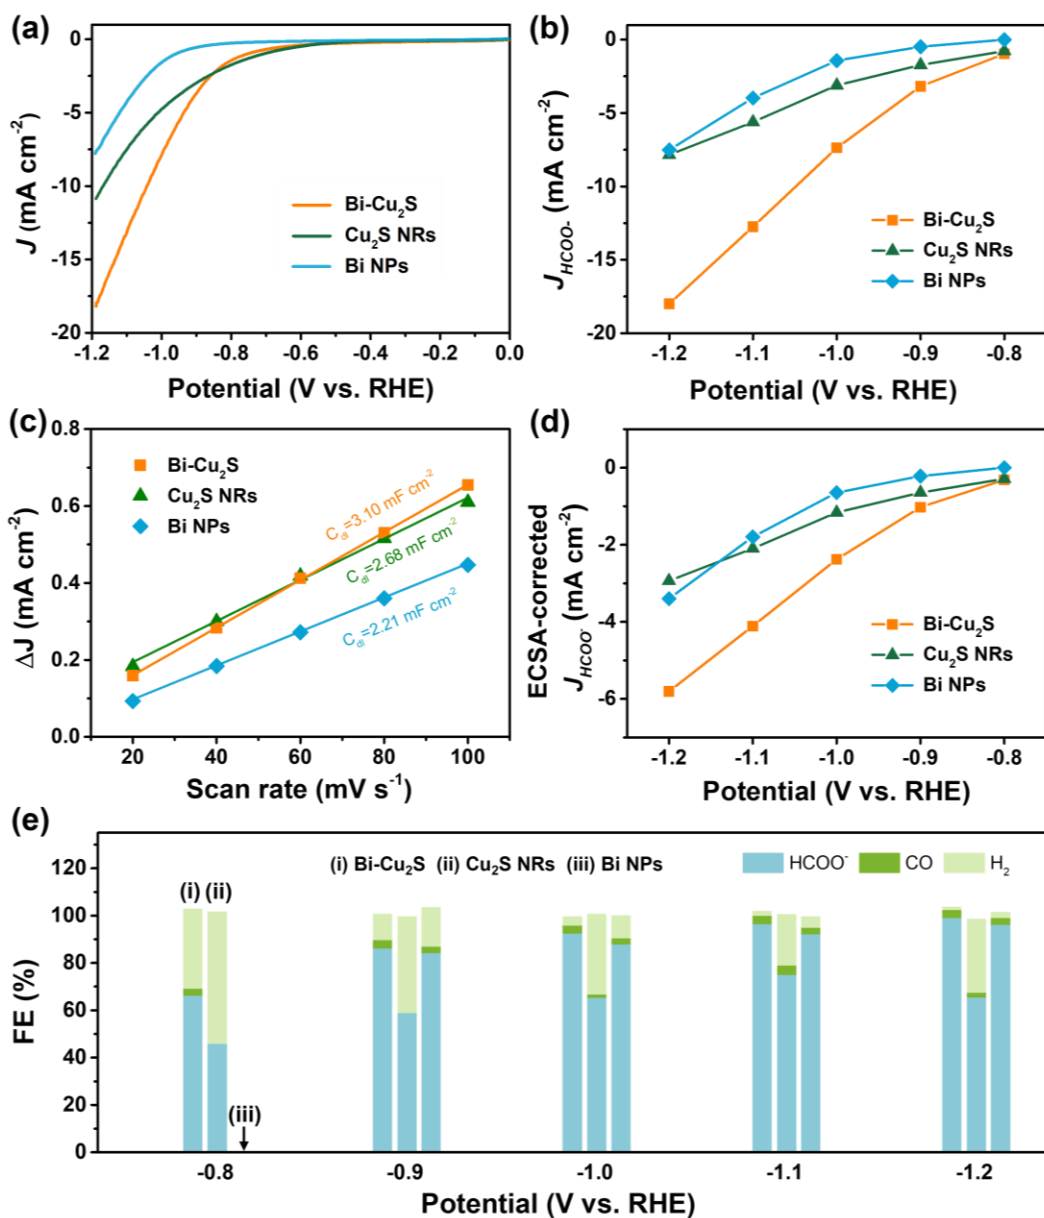 (a)
0
-5
-10
-15
-20
J (mA cm⁻²)
Bi-Cu₂S
Cu₂S NRs
Bi NPs
-1.2 -1.0 -0.8 -0.6 -0.4 -0.2 0.0
Potential (V vs. RHE)
(b)
0
-5
-10
-15
-20
J_HCOO- (mA cm⁻²)
Bi-Cu₂S
Cu₂S NRs
Bi NPs
-1.2 -1.1 -1.0 -0.9 -0.8
Potential (V vs. RHE)
(c)
0.8
0.6
0.4
0.2
0.0
ΔJ (mA cm⁻²)
Bi-Cu₂S
Cu₂S NRs
Bi NPs
C_dl=3.10 mF cm⁻²
C_dl=2.68 mF cm⁻²
C_dl=2.21 mF cm⁻²
20 40 60 80 100
Scan rate (mV s⁻¹)
(d)
0
-2
-4
-6
ECSA-corrected
J_HCOO⁻ (mA cm⁻²)
Bi-Cu₂S
Cu₂S NRs
Bi NPs
-1.2 -1.1 -1.0 -0.9 -0.8
Potential (V vs. RHE)
(e)
120
100
80
60
40
20
0
FE (%)
(i) Bi-Cu₂S (ii) Cu₂S NRs (iii) Bi NPs
HCOO⁻ CO H₂
(i) (ii)
(iii)
-0.8 -0.9 -1.0 -1.1 -1.2
Potential (V vs. RHE)